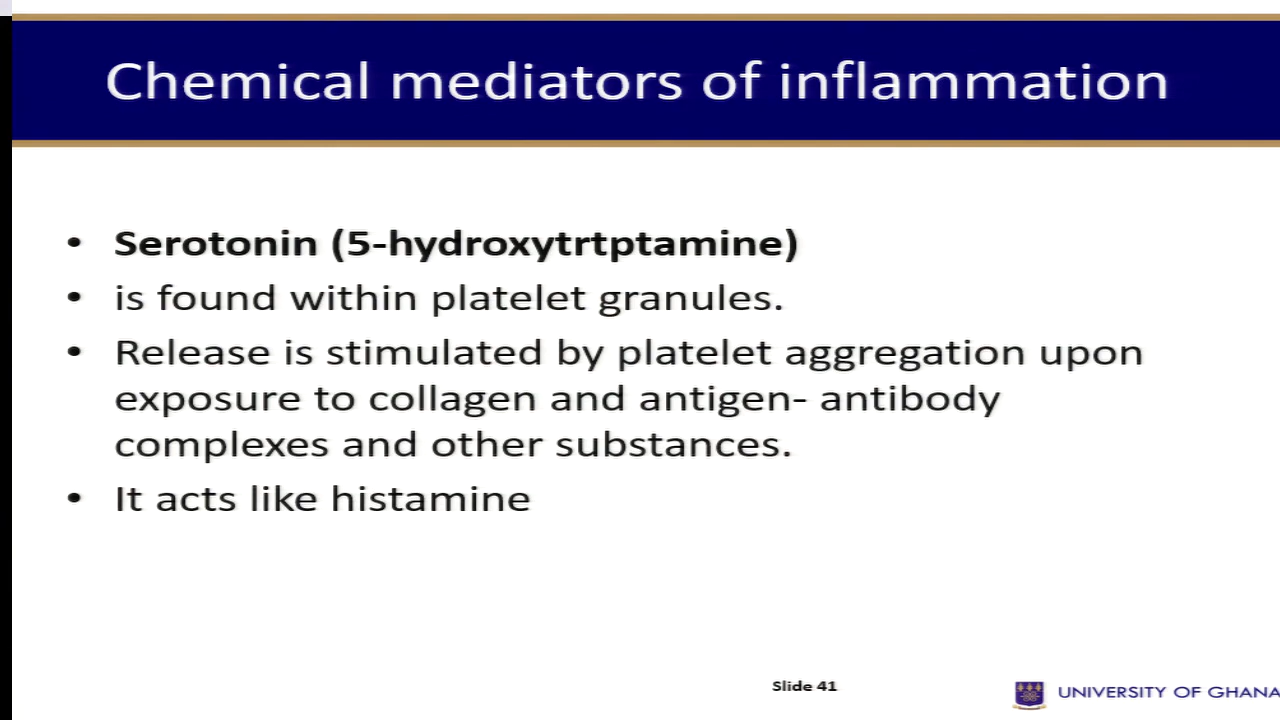 Chemical mediators of inflammation
• Serotonin (5-hydroxytrtptamine)
• is found within platelet granules.
• Release is stimulated by platelet aggregation upon
exposure to collagen and antigen- antibody
complexes and other substances.
• It acts like histamine
Slide 41
UNIVERSITY OF GHANA